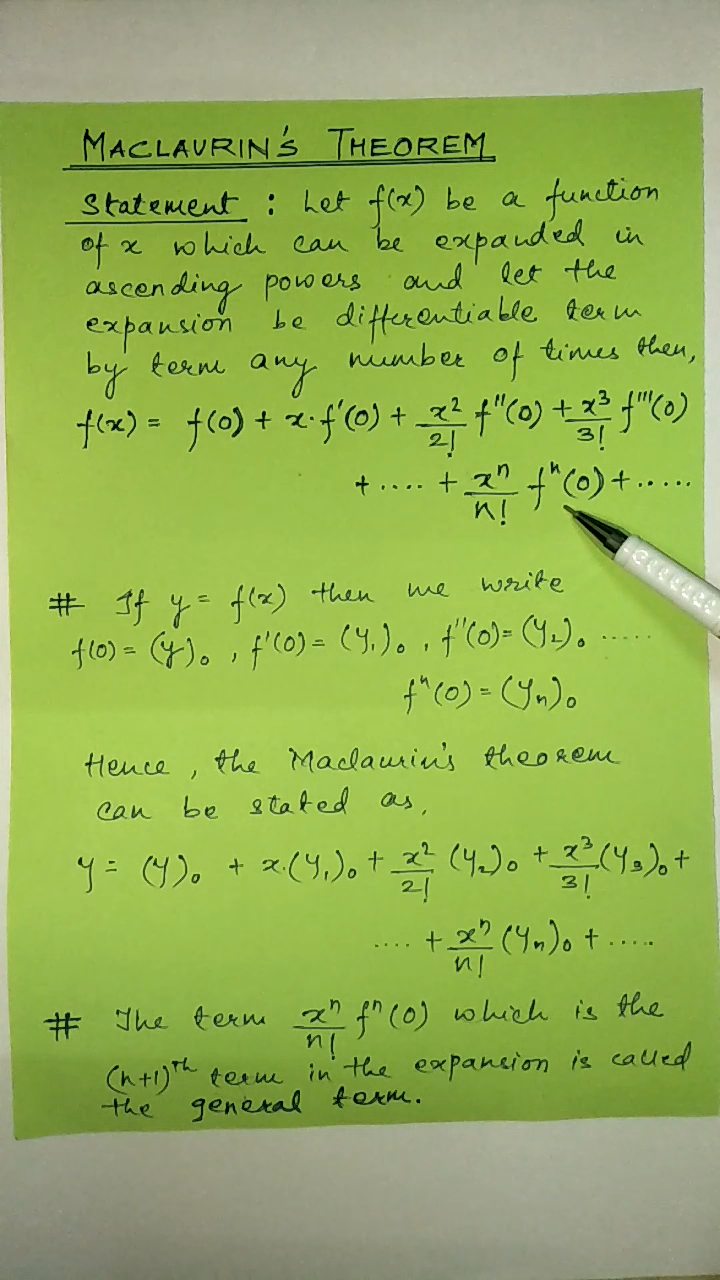 MACLAURIN'S THEOREM
Statement : Let f(x) be a function
of x which can be expanded in
ascending powers and let the
expansion be differentiable term
by term any number of times then,
f(x) = f(0) + x·f'(0) + x²/2! f''(0) + x³/3! f'''(0)
+ .... + xⁿ/n! fⁿ(0) + .....
# If y = f(x) then we write
f(0) = (y)₀ , f'(0) = (y₁)₀ , f''(0) = (y₂)₀ .....
fⁿ(0) = (yₙ)₀
Hence , the Maclaurin's theorem
can be stated as,
y = (y)₀ + x·(y₁)₀ + x²/2! (y₂)₀ + x³/3! (y₃)₀ +
.... + xⁿ/n! (yₙ)₀ + .....
# The term xⁿ/n! fⁿ(0) which is the
(n+1)ᵗʰ term in the expansion is called
the general term.